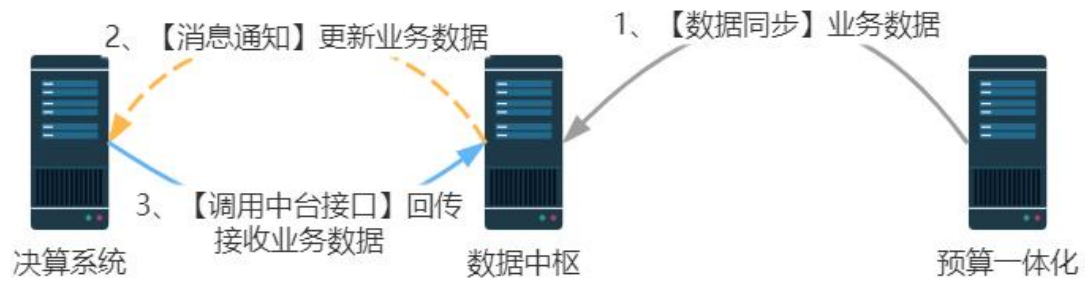 1、【数据同步】业务数据
2、【消息通知】更新业务数据
3、【调用中台接口】回传
接收业务数据
决算系统
数据中枢
预算一体化